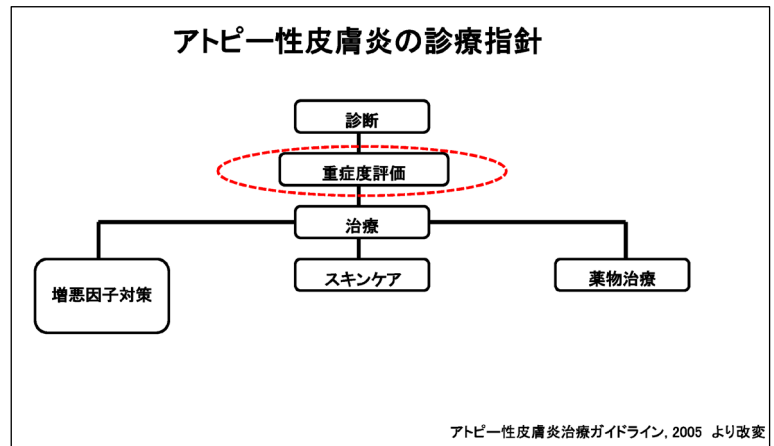 アトピー性皮膚炎の診療指針
診断
重症度評価
治療
増悪因子対策
スキンケア
薬物治療
アトピー性皮膚炎治療ガイドライン, 2005 より改変